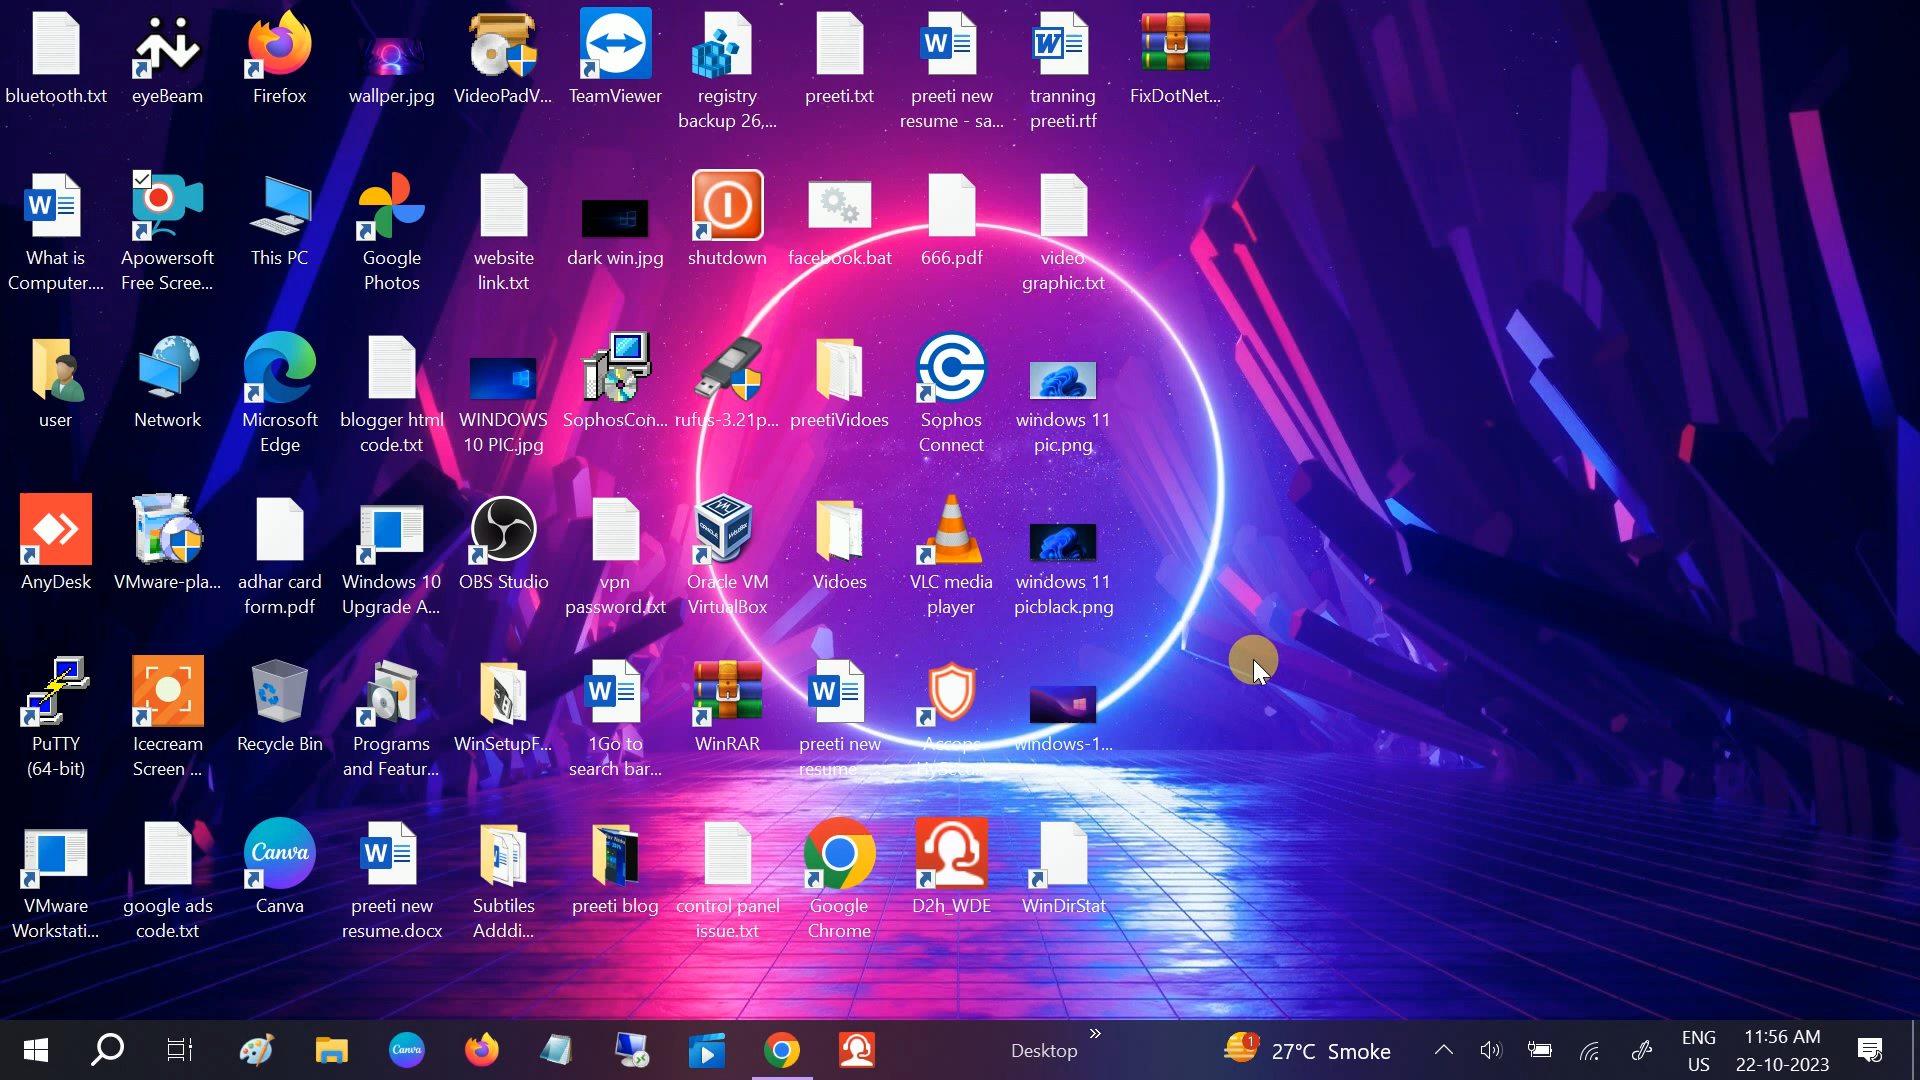 bluetooth.txt
eyeBeam
Firefox
wallper.jpg
VideoPadV...
TeamViewer
registry
backup 26,...
preeti.txt
preeti new
resume - sa...
tranning
preeti.rtf
FixDotNet...
What is
Computer....
Apowersoft
Free Scree...
This PC
Google
Photos
website
link.txt
dark win.jpg
shutdown
facebook.bat
666.pdf
video
graphic.txt
user
Network
Microsoft
Edge
blogger html
code.txt
WINDOWS
10 PIC.jpg
SophosCon...
rufus-3.21p...
preetiVidoes
Sophos
Connect
windows 11
pic.png
AnyDesk
VMware-pla...
adhar card
form.pdf
Windows 10
Upgrade A...
OBS Studio
vpn
password.txt
Oracle VM
VirtualBox
Vidoes
VLC media
player
windows 11
picblack.png
PuTTY
(64-bit)
Icecream
Screen ...
Recycle Bin
Programs
and Featur...
WinSetupF...
1Go to
search bar...
WinRAR
preeti new
resume -...
Accops
HySecu...
windows-1...
VMware
Workstati...
google ads
code.txt
Canva
Canva
preeti new
resume.docx
Subtiles
Adddi...
preeti blog
control panel
issue.txt
Google
Chrome
D2h_WDE
WinDirStat
Canva
Desktop
»
1
27°C Smoke
ENG
US
11:56 AM
22-10-2023